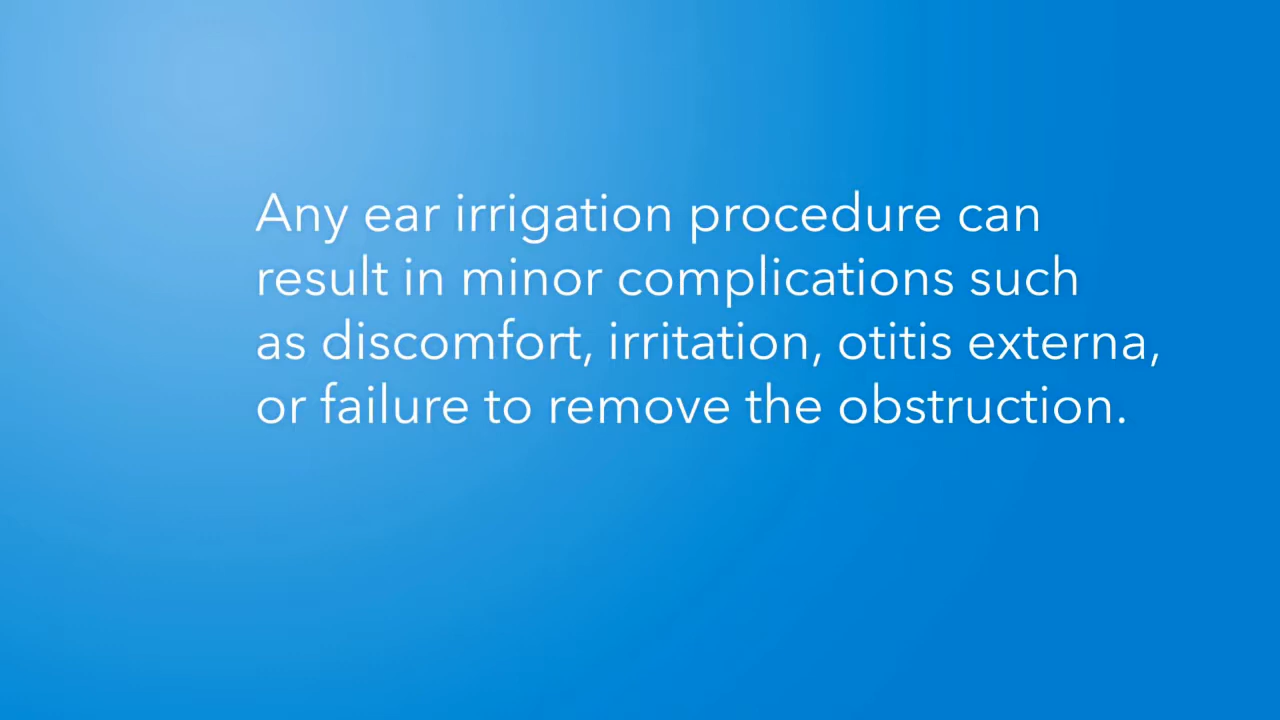 Any ear irrigation procedure can
result in minor complications such
as discomfort, irritation, otitis externa,
or failure to remove the obstruction.